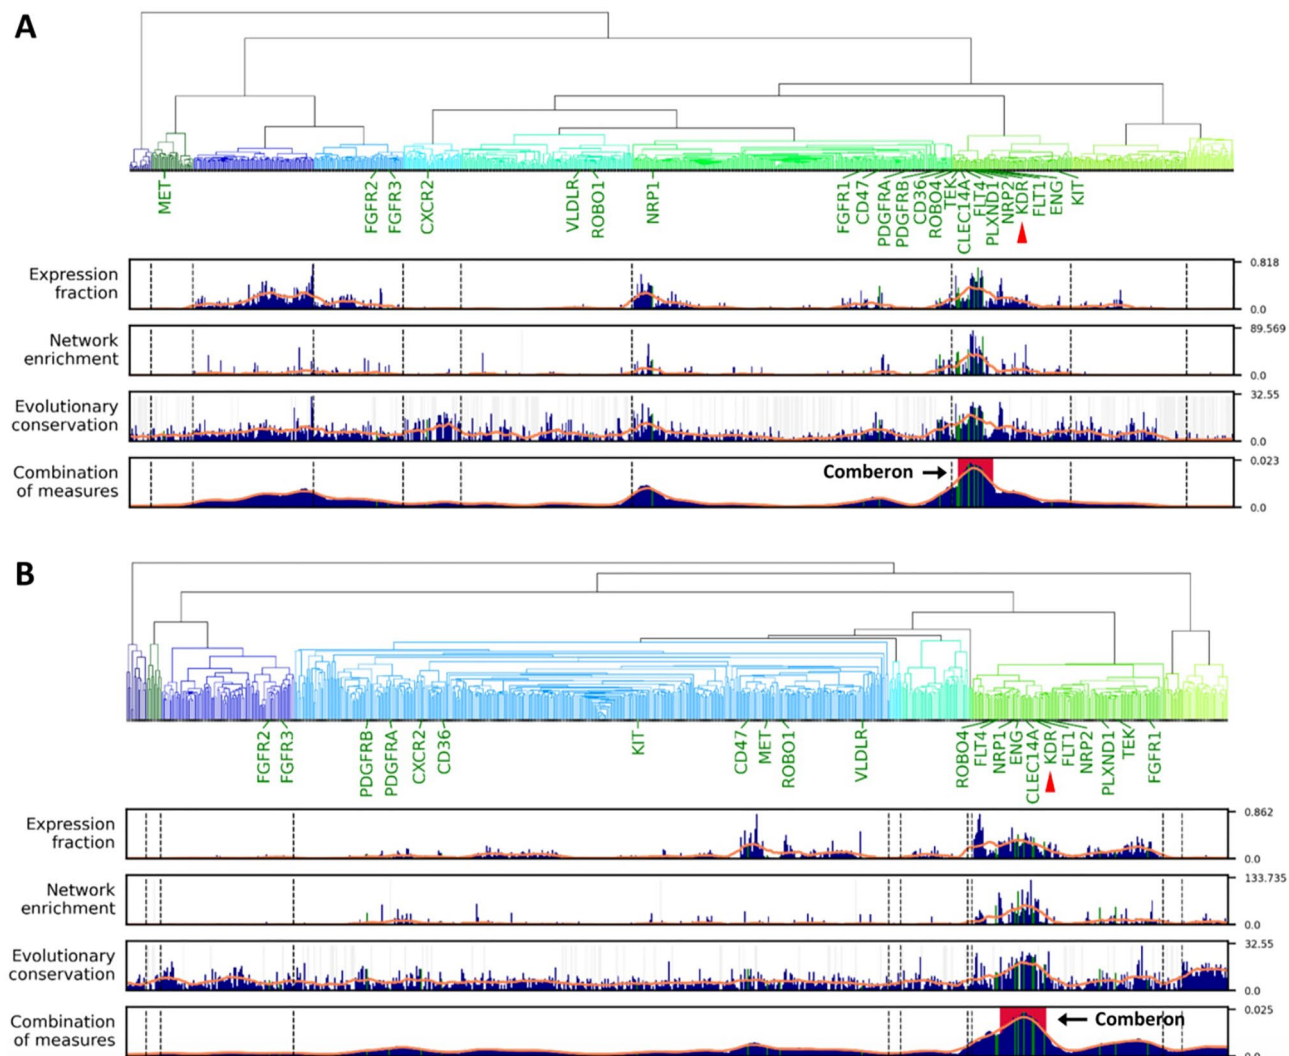 A
MET
FGFR2
FGFR3
CXCR2
VLDLR
ROBO1
NRP1
FGFR1
CD47
PDGFRA
PDGFRB
CD36
ROBO4
TEK
CLEC14A
FLT4
PLXND1
NRP2
KDR
FLT1
ENG
KIT
Expression
fraction
0.818
0.0
Network
enrichment
89.569
0.0
Evolutionary
conservation
32.55
0.0
Combination
of measures
Comberon
0.023
0.0
B
FGFR2
FGFR3
PDGFRB
PDGFRA
CXCR2
CD36
KIT
CD47
MET
ROBO1
VLDLR
ROBO4
FLT4
NRP1
ENG
CLEC14A
KDR
FLT1
NRP2
PLXND1
TEK
FGFR1
Expression
fraction
0.862
0.0
Network
enrichment
133.735
0.0
Evolutionary
conservation
32.55
0.0
Combination
of measures
Comberon
0.025
0.0